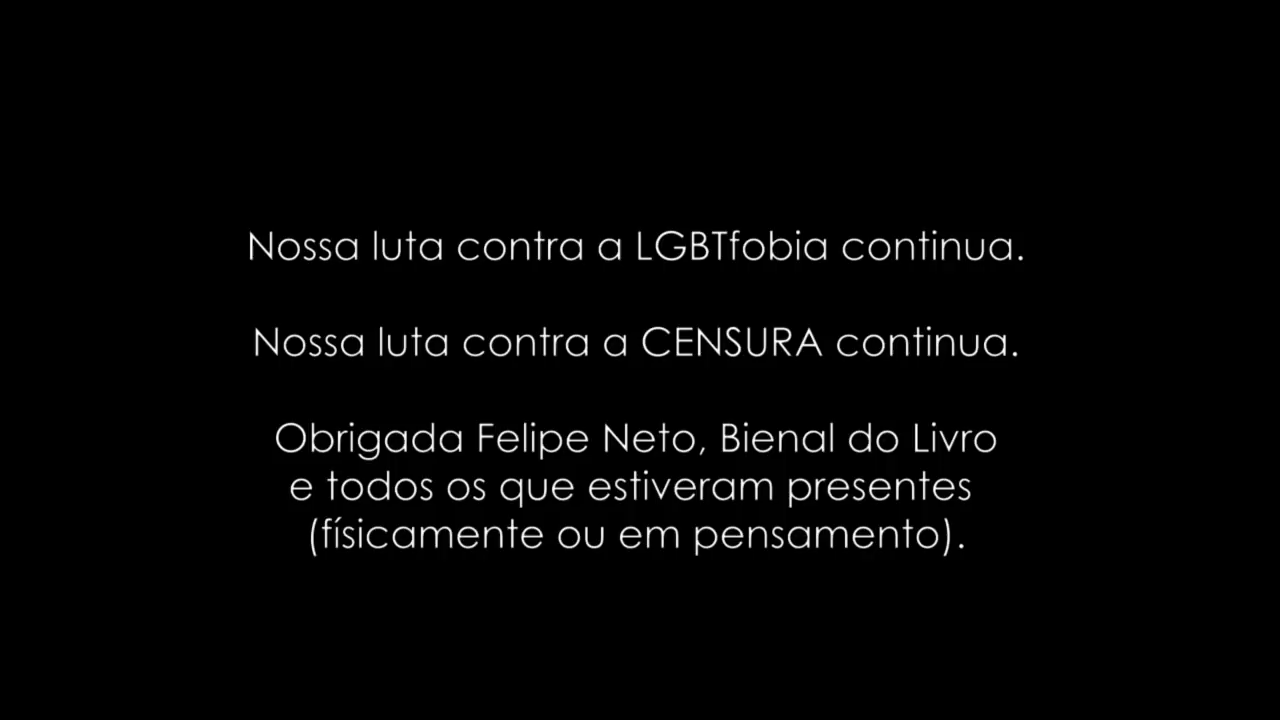 Nossa luta contra a LGBTfobia continua.
Nossa luta contra a CENSURA continua.
Obrigada Felipe Neto, Bienal do Livro
e todos os que estiveram presentes
(físicamente ou em pensamento).